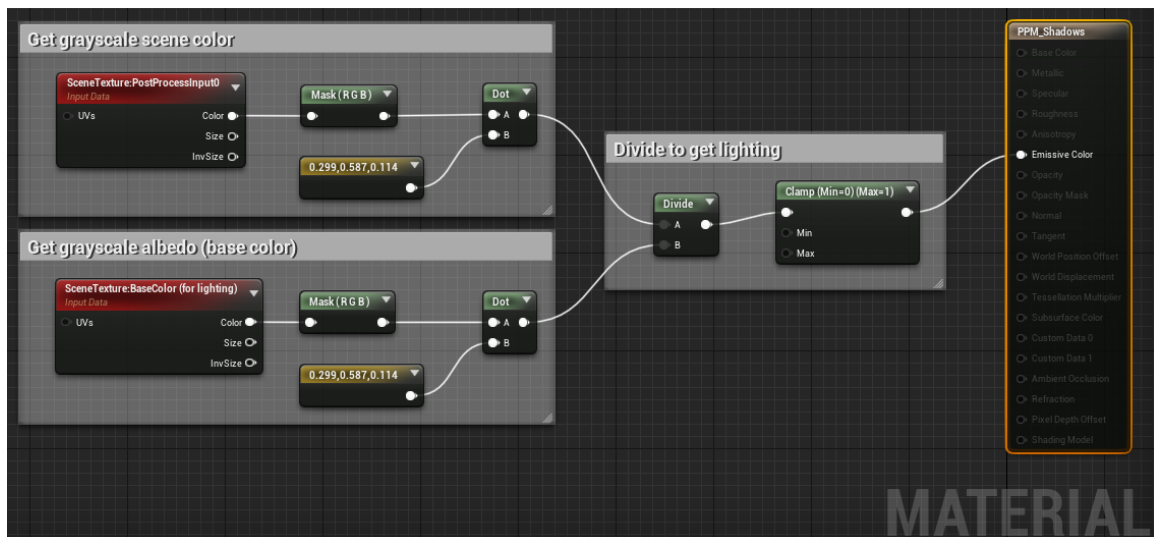 Get grayscale scene color
SceneTexture:PostProcessInput0
Input Data
UVs
Color
Size
InvSize
Mask ( R G B )
0.299,0.587,0.114
Dot
A
B
Get grayscale albedo (base color)
SceneTexture:BaseColor (for lighting)
Input Data
UVs
Color
Size
InvSize
Mask ( R G B )
0.299,0.587,0.114
Dot
A
B
Divide to get lighting
Divide
A
B
Clamp (Min=0) (Max=1)
Min
Max
PPM_Shadows
Base Color
Metallic
Specular
Roughness
Anisotropy
Emissive Color
Opacity
Opacity Mask
Normal
Tangent
World Position Offset
World Displacement
Tessellation Multiplier
Subsurface Color
Custom Data 0
Custom Data 1
Ambient Occlusion
Refraction
Pixel Depth Offset
Shading Model
MATERIAL